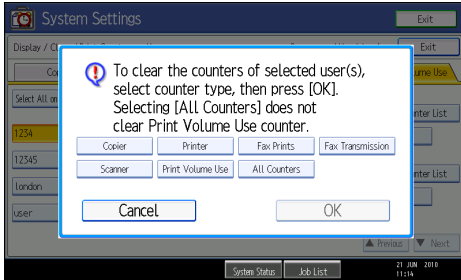 System Settings
Exit
Display / Cl
Exit
Co
ume Use
To clear the counters of selected user(s),
select counter type, then press [OK].
Selecting [All Counters] does not
clear Print Volume Use counter.
Select All on
nter List
1234
Copier Printer Fax Prints Fax Transmission
12345
Scanner Print Volume Use All Counters
nter List
london
user
Cancel OK
▲ Previous ▼ Next
System Status Job List
21 JUN 2010
11:14